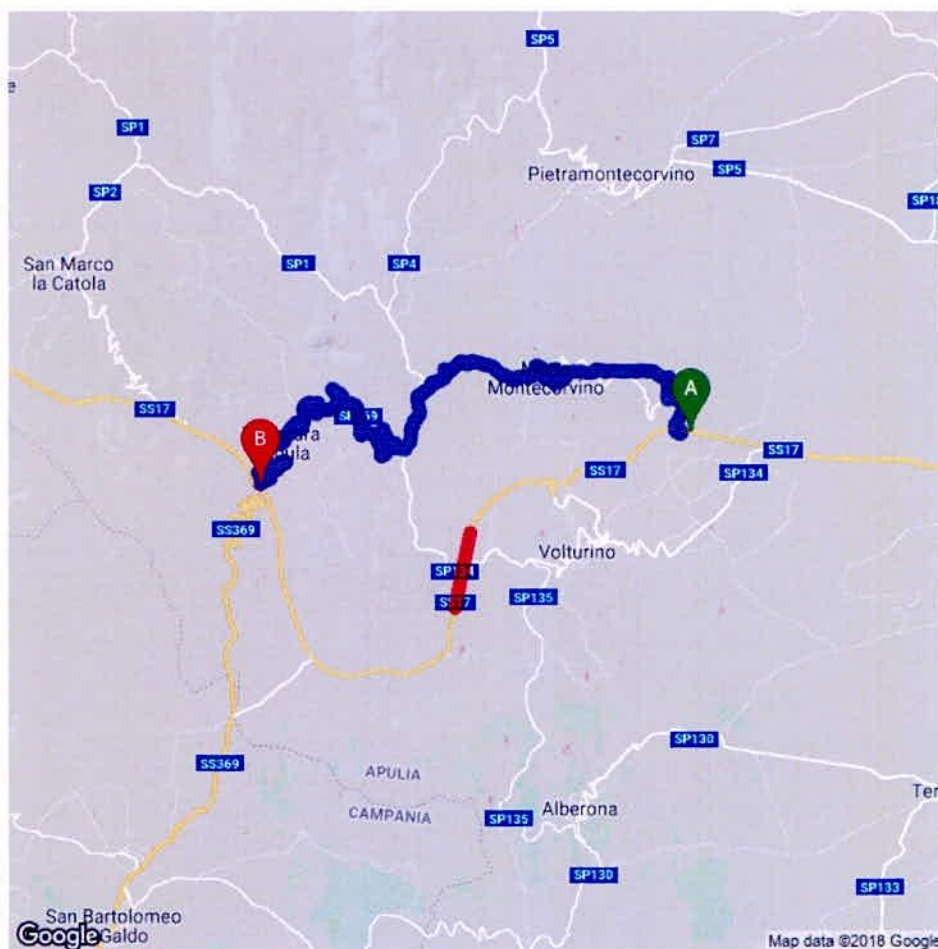 SP5
SP1
SP7
SP5
Pietramontecorvino
SP2
San Marco
la Catola
SP1
SP4
A
Montecorvino
SS17
B
SS17
SS17
SP134
SS369
Volturino
SS17
SP135
SS369
SP130
APULIA
CAMPANIA
SP135
Alberona
SP130
SP133
San Bartolomeo
Galdo
Google
Map data ©2018 Google